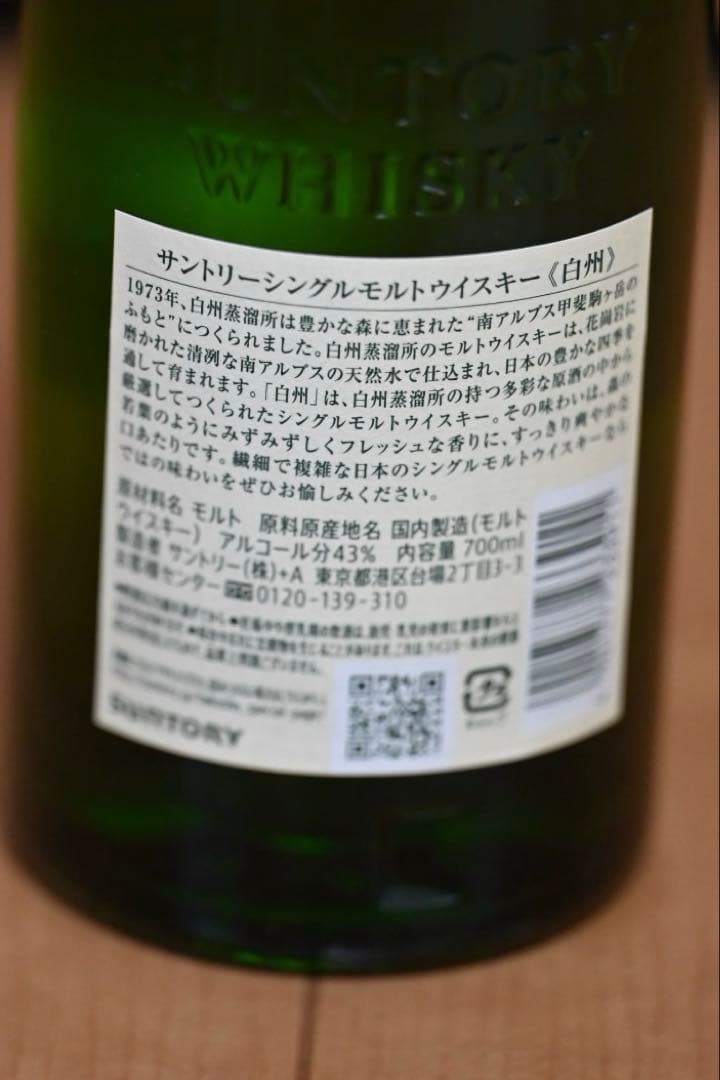 SUNTORY
WHISKY
サントリーシングルモルトウイスキー《白州》
1973年、白州蒸溜所は豊かな森に恵まれた“南アルプス甲斐駒ヶ岳の
ふもと”につくられました。白州蒸溜所のモルトウイスキーは、花崗岩に
磨かれた清冽な南アルプスの天然水で仕込まれ、日本の豊かな四季を
通して育まれます。「白州」は、白州蒸溜所の持つ多彩な原酒の中から
厳選してつくられたシングルモルトウイスキー。その味わいは、森の
若葉のようにみずみずしくフレッシュな香りに、すっきり爽やかな
口あたりです。繊細で複雑な日本のシングルモルトウイスキーなら
ではの味わいをぜひお愉しみください。
原材料名 モルト 原料原産地名 国内製造(モルト
ウイスキー) アルコール分43% 内容量 700ml
製造者 サントリー(株)+A 東京都港区台場2丁目3-3
お客様センター 0120-139-310
SUNTORY